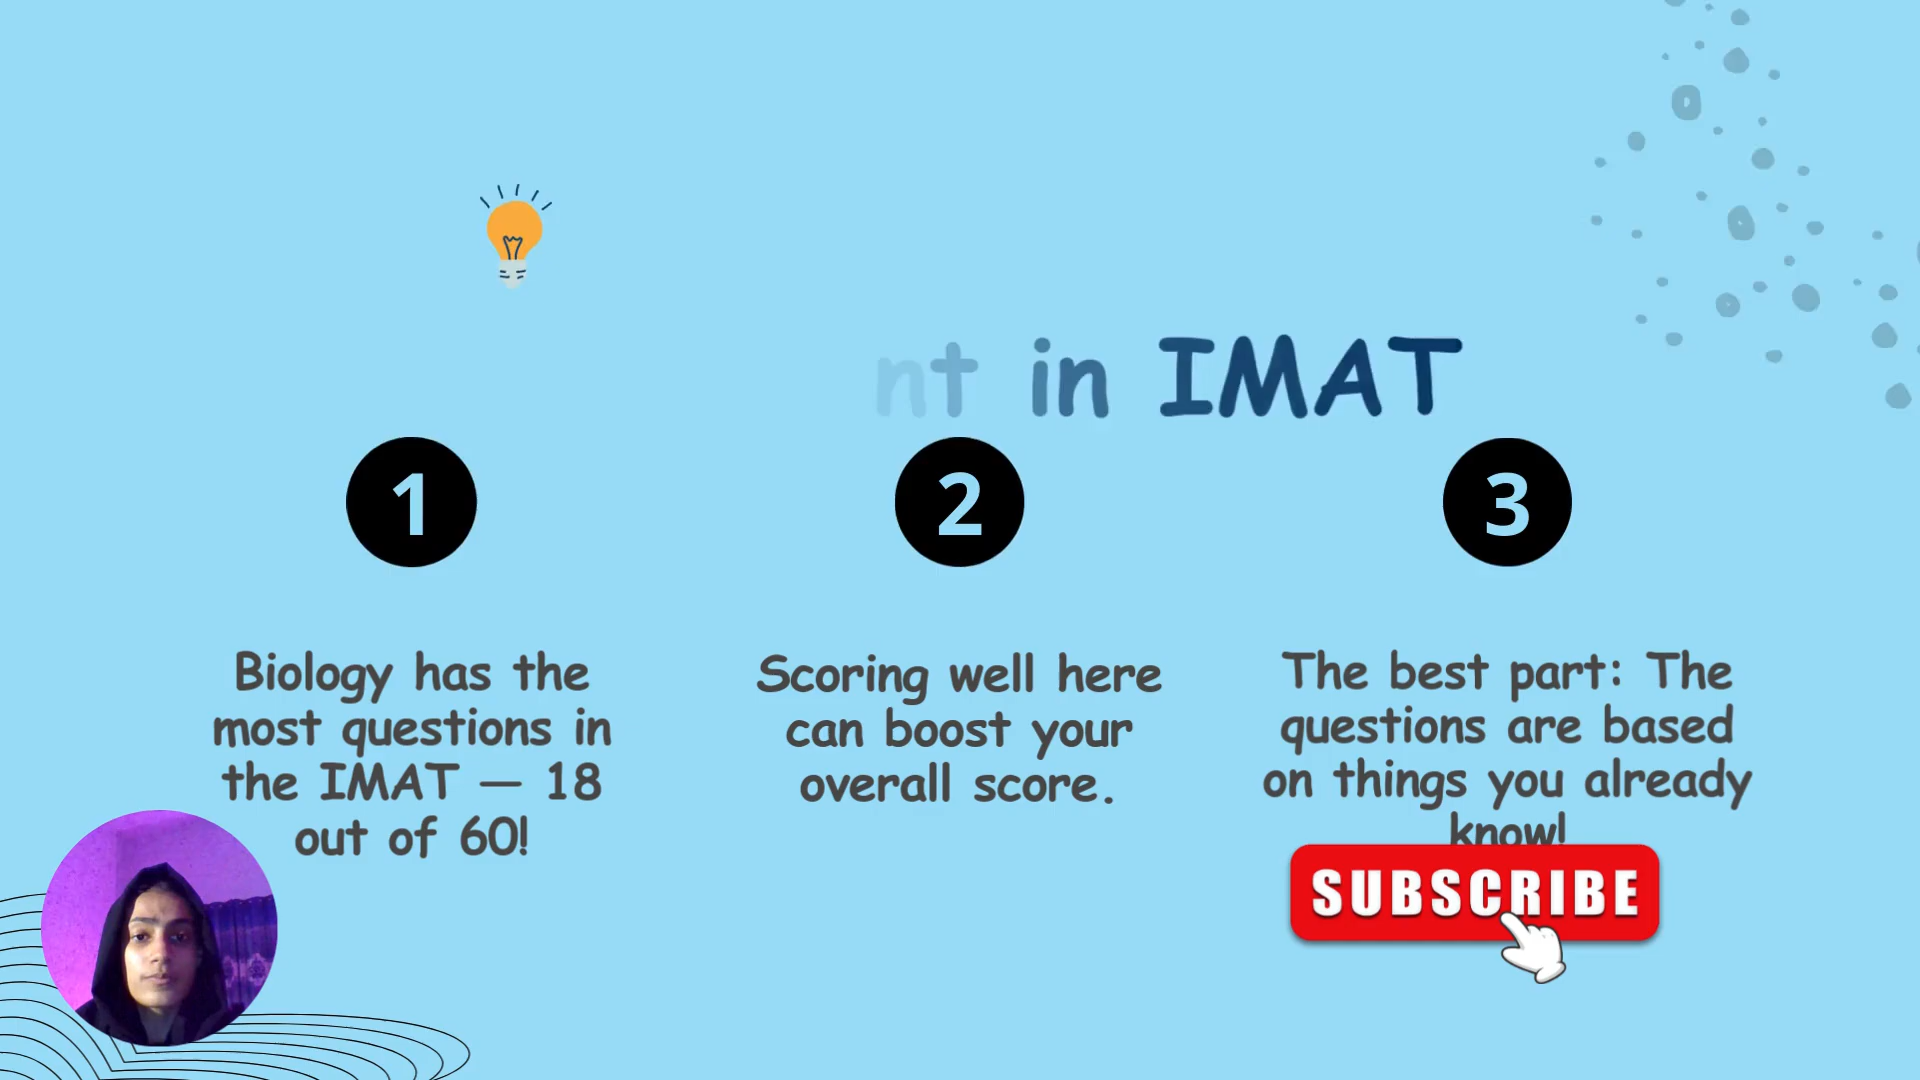 nt in IMAT
1
2
3
Biology has the
most questions in
the IMAT — 18
out of 60!
Scoring well here
can boost your
overall score.
The best part: The
questions are based
on things you already
know!
SUBSCRIBE